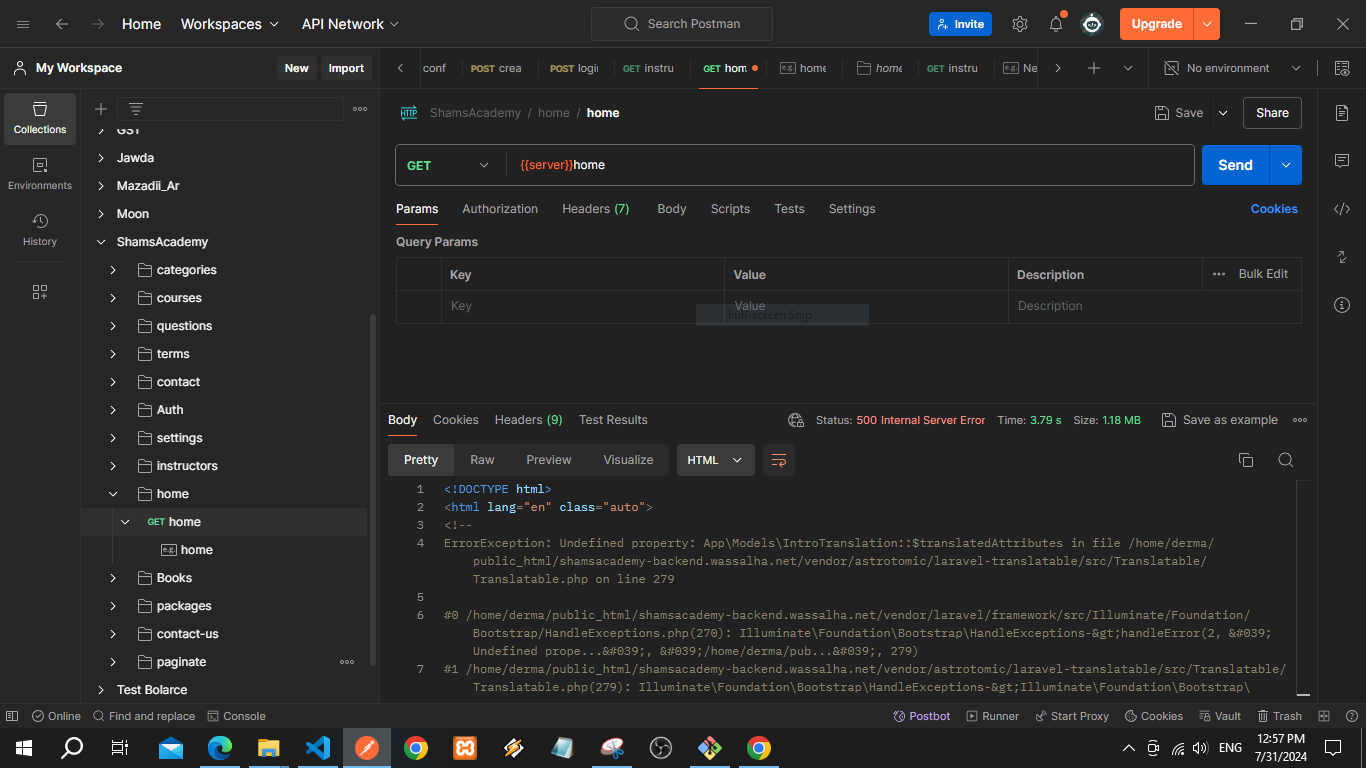 Home
Workspaces
API Network
Search Postman
Invite
Upgrade
My Workspace
New
Import
conf
POST crea
POST logi
GET instru
GET hom
e.g. home
home
GET instru
e.g. Ne
No environment
Collections
Environments
History
GST
Jawda
Mazadii_Ar
Moon
ShamsAcademy
categories
courses
questions
terms
contact
Auth
settings
instructors
home
GET home
e.g. home
Books
packages
contact-us
paginate
Test Bolarce
HTTP ShamsAcademy / home / home
Save
Share
GET
{{server}}home
Send
Params
Authorization
Headers (7)
Body
Scripts
Tests
Settings
Cookies
Query Params
Key
Value
Description
Bulk Edit
Key
Value
Description
Full-screen Snip
Body
Cookies
Headers (9)
Test Results
Status: 500 Internal Server Error
Time: 3.79 s
Size: 1.18 MB
Save as example
Pretty
Raw
Preview
Visualize
HTML
1 <!DOCTYPE html>
2 <html lang="en" class="auto">
3 <!--
4 ErrorException: Undefined property: App\Models\IntroTranslation::$translatedAttributes in file /home/derma/
public_html/shamsacademy-backend.wassalha.net/vendor/astrotomic/laravel-translatable/src/Translatable/
Translatable.php on line 279
5
6 #0 /home/derma/public_html/shamsacademy-backend.wassalha.net/vendor/laravel/framework/src/Illuminate/Foundation/
Bootstrap/HandleExceptions.php(270): Illuminate\Foundation\Bootstrap\HandleExceptions-&gt;handleError(2, &#039;
Undefined prope...&#039;, &#039;/home/derma/pub...&#039;, 279)
7 #1 /home/derma/public_html/shamsacademy-backend.wassalha.net/vendor/astrotomic/laravel-translatable/src/Translatable/
Translatable.php(279): Illuminate\Foundation\Bootstrap\HandleExceptions-&gt;Illuminate\Foundation\Bootstrap\
Online
Find and replace
Console
Postbot
Runner
Start Proxy
Cookies
Vault
Trash
ENG
12:57 PM
7/31/2024